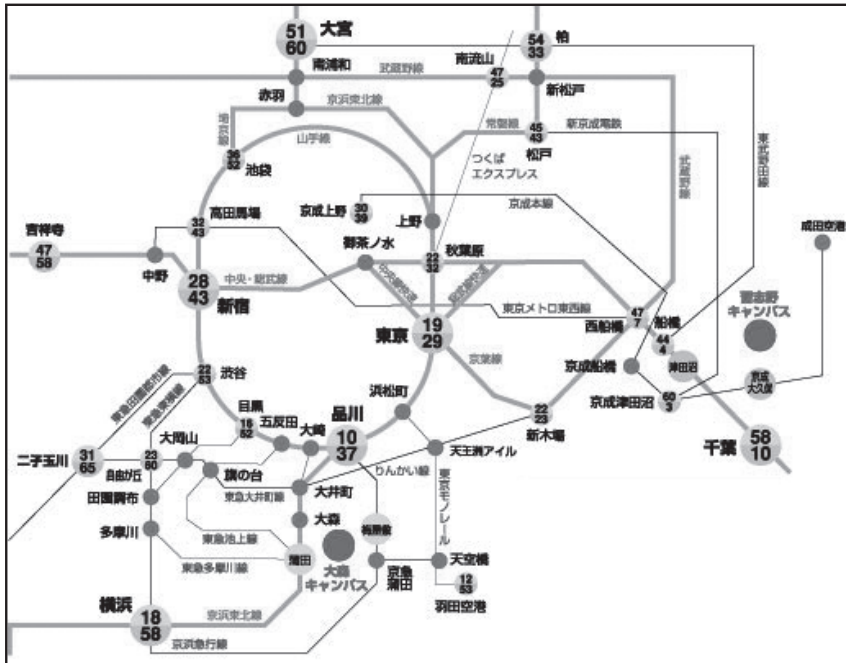 51
60
大宮
54
33
柏
南浦和
武蔵野線
南流山
47
25
新松戸
赤羽
京浜東北線
埼京線
常磐線
45
43
松戸
新京成電鉄
東武野田線
山手線
36
52
池袋
つくば
エクスプレス
武蔵野線
京成上野
30
39
京成本線
上野
32
43
高田馬場
成田空港
吉祥寺
47
58
中野
御茶ノ水
22
32
秋葉原
28
43
新宿
中央・総武線
中央線快速
総武線快速
東京メトロ東西線
47
7
西船橋
船橋
44
4
習志野
キャンパス
東京
19
29
京葉線
京成船橋
津田沼
京成
大久保
60
3
京成津田沼
22
53
渋谷
東急田園都市線
東急東横線
浜松町
22
23
新木場
58
10
千葉
目黒
16
52
五反田
大崎
品川
10
37
天王洲アイル
りんかい線
31
65
二子玉川
23
60
自由が丘
大岡山
旗の台
大井町
東急大井町線
田園調布
大森
東京モノレール
多摩川
東急池上線
梅屋敷
東急多摩川線
蒲田
大森
キャンパス
京急
蒲田
天空橋
12
53
羽田空港
横浜
18
58
京浜東北線
京浜急行線